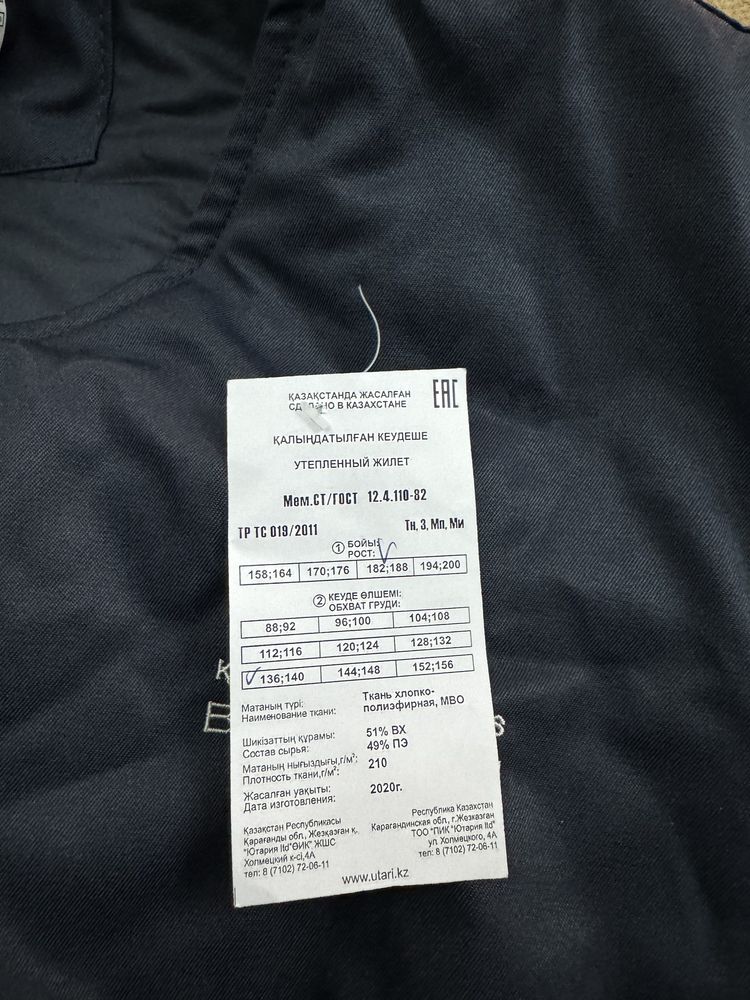 ҚАЗАҚСТАНДА ЖАСАЛҒАН
СДЕЛАНО В КАЗАХСТАНЕ
EAC
ҚАЛЫҢДАТЫЛҒАН КЕУДЕШЕ
УТЕПЛЕННЫЙ ЖИЛЕТ
Мем.СТ/ГОСТ 12.4.110-82
ТР ТС 019/2011 Тн, З, Мп, Ми
1 БОЙЫ:
РОСТ:
158;164 170;176 182;188 194;200
2 КЕУДЕ ӨЛШЕМІ:
ОБХВАТ ГРУДИ:
88;92 96;100 104;108
112;116 120;124 128;132
136;140 144;148 152;156
Матаның түрі:
Наименование ткани:
Ткань хлопко-
полиэфирная, МВО
Шикізаттың құрамы:
Состав сырья:
51% ВХ
49% ПЭ
Матаның нығыздығы,г/м²:
Плотность ткани,г/м²:
210
Жасалған уақыты:
Дата изготовления:
2020г.
Қазақстан Республикасы
Қарағанды обл., Жезқазған қ.
"Ютария ltd"ӨИК" ЖШС
Холмецкий к-сі,4А
тел: 8 (7102) 72-06-11
Республика Казахстан
Карагандинская обл., г.Жезказган
ТОО "ПИК "Ютария ltd"
ул. Холмецкого, 4А
тел: 8 (7102) 72-06-11
www.utari.kz